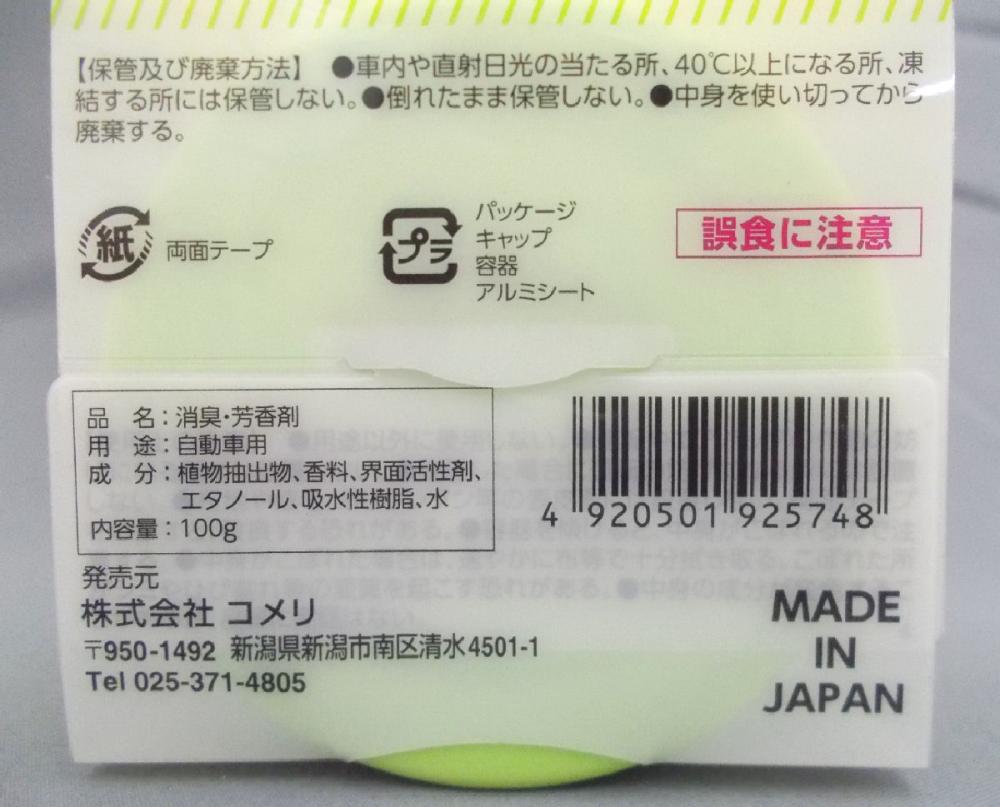 【保管及び廃棄方法】 ●車内や直射日光の当たる所、40℃以上になる所、凍
結する所には保管しない。●倒れたまま保管しない。●中身を使い切ってから
廃棄する。
紙 両面テープ
プラ パッケージ
キャップ
容器
アルミシート
誤食に注意
品 名：消臭・芳香剤
用 途：自動車用
成 分：植物抽出物、香料、界面活性剤、
エタノール、吸水性樹脂、水
内容量：100g
4 920501 925748
発売元
株式会社 コメリ
〒950-1492 新潟県新潟市南区清水4501-1
Tel 025-371-4805
MADE
IN
JAPAN